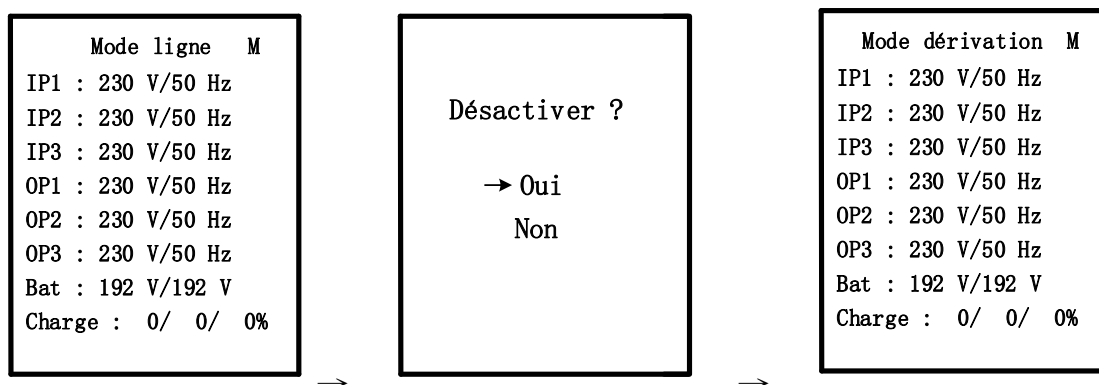 Mode ligne M
IP1 : 230 V/50 Hz
IP2 : 230 V/50 Hz
IP3 : 230 V/50 Hz
OP1 : 230 V/50 Hz
OP2 : 230 V/50 Hz
OP3 : 230 V/50 Hz
Bat : 192 V/192 V
Charge : 0/ 0/ 0%
→
Désactiver ?
→ Oui
Non
→
Mode dérivation M
IP1 : 230 V/50 Hz
IP2 : 230 V/50 Hz
IP3 : 230 V/50 Hz
OP1 : 230 V/50 Hz
OP2 : 230 V/50 Hz
OP3 : 230 V/50 Hz
Bat : 192 V/192 V
Charge : 0/ 0/ 0%